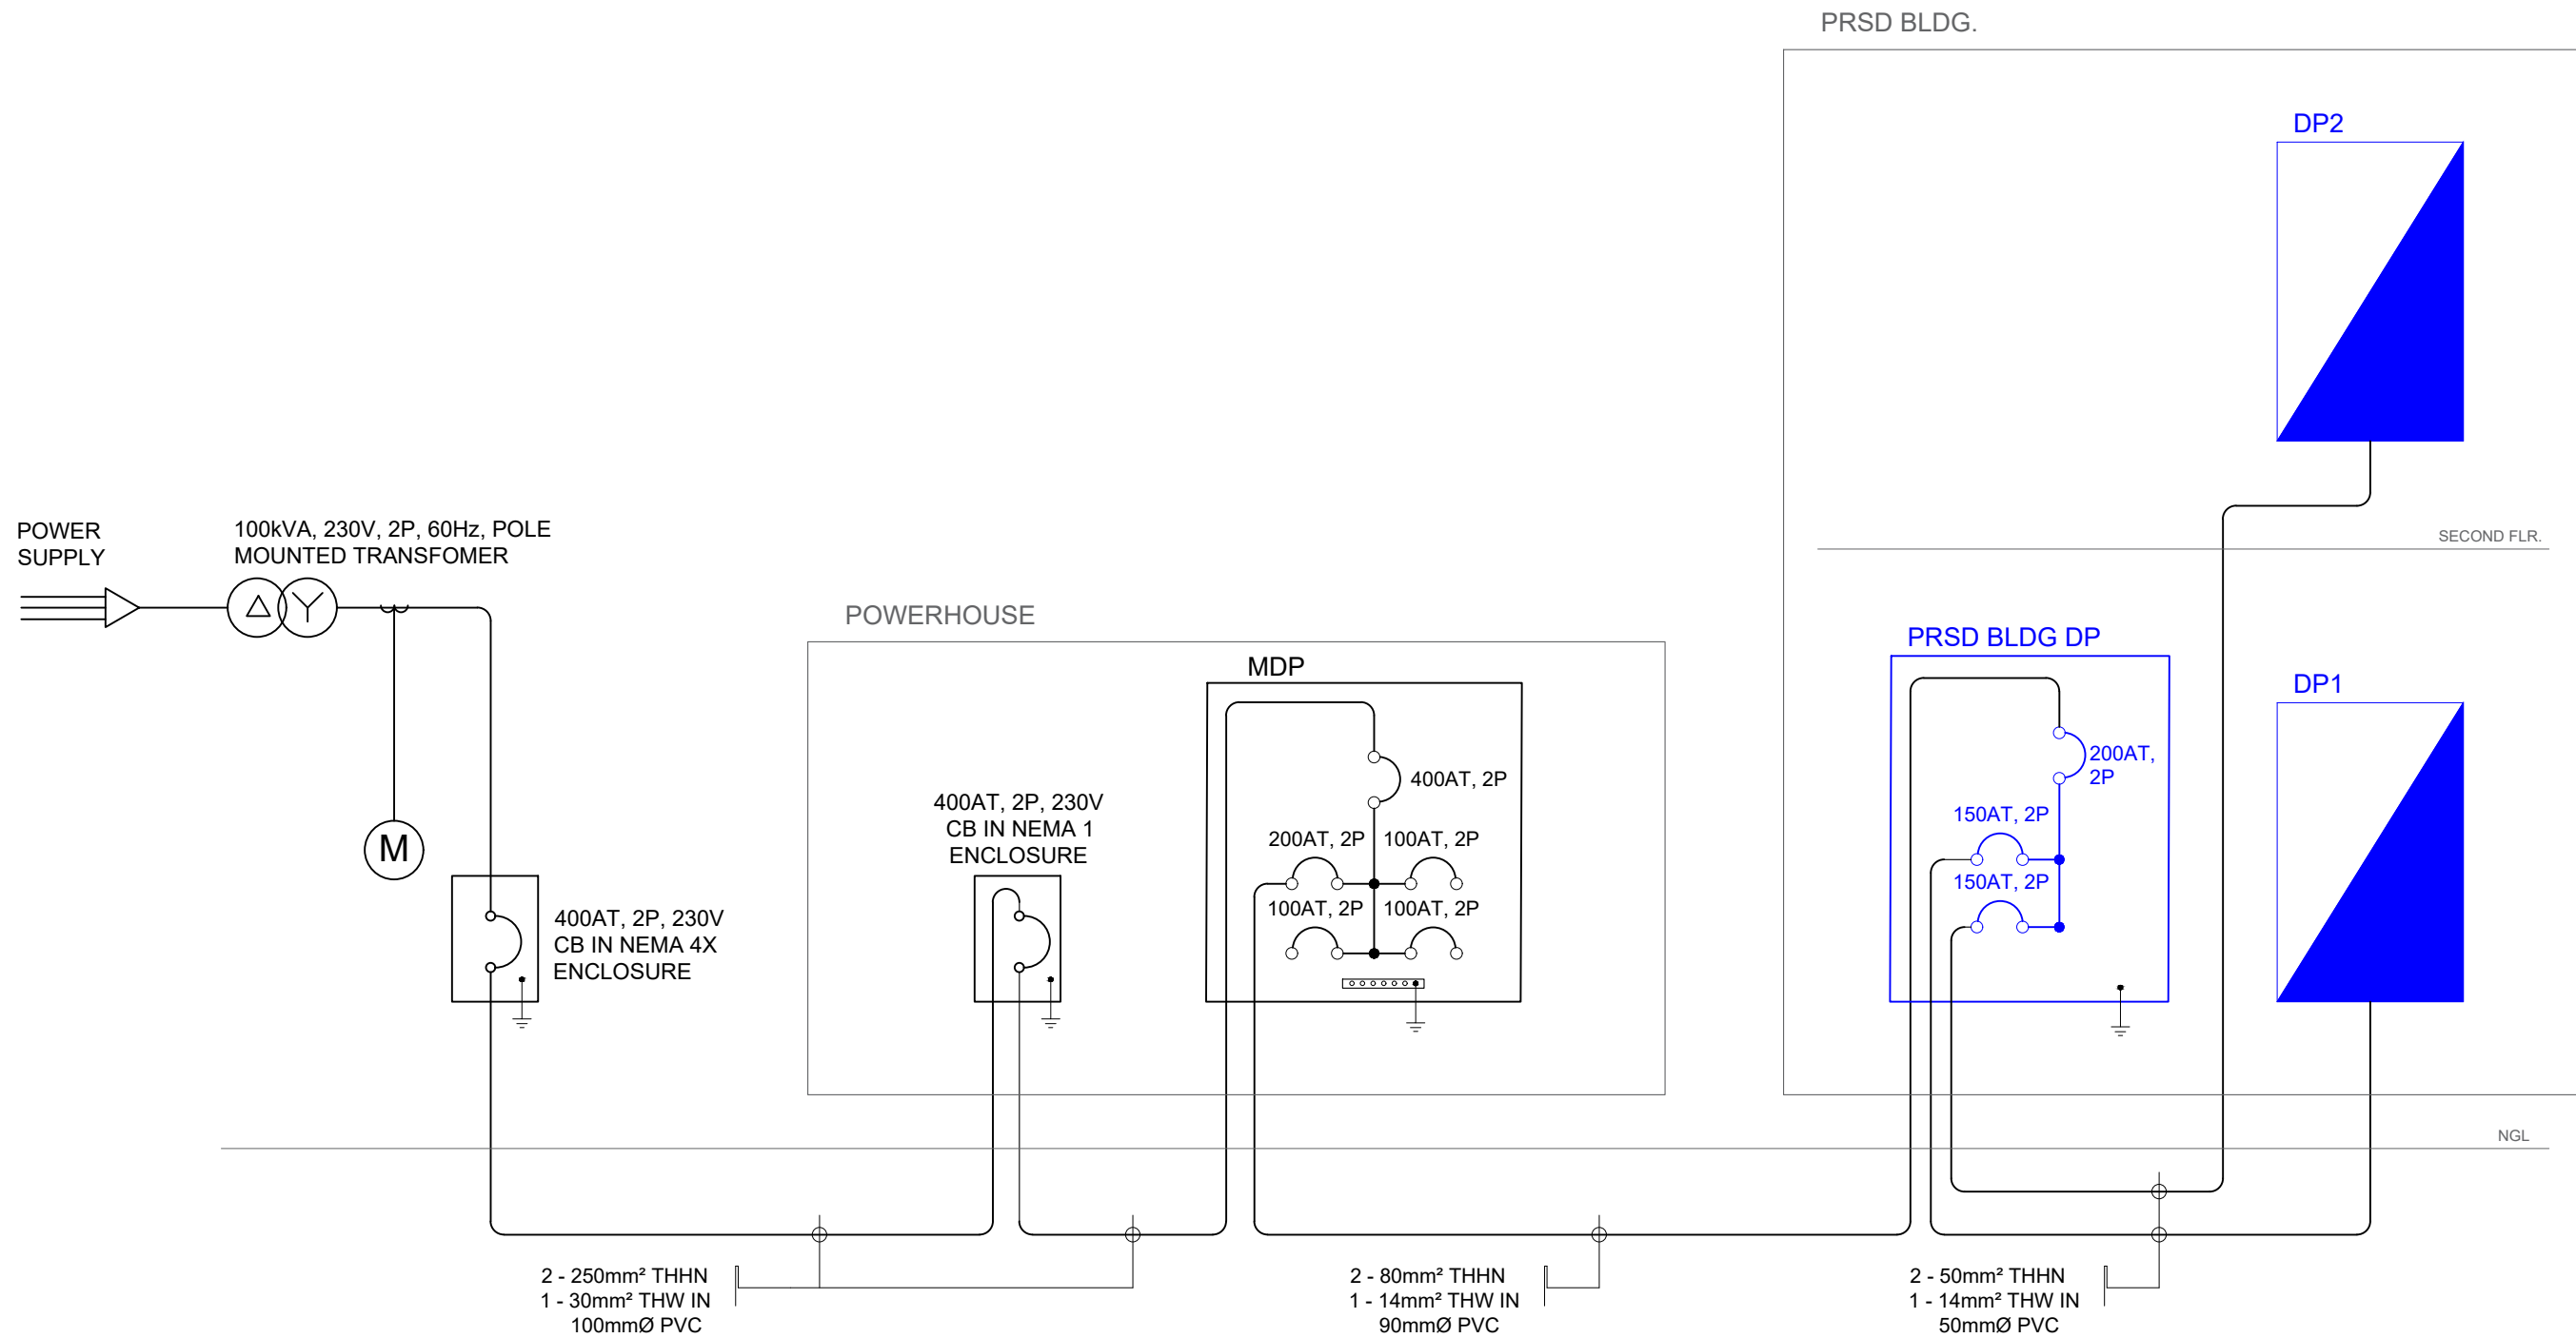 PRSD BLDG.
DP2
POWER
SUPPLY
100kVA, 230V, 2P, 60Hz, POLE
MOUNTED TRANSFOMER
SECOND FLR.
POWERHOUSE
MDP
PRSD BLDG DP
DP1
M
400AT, 2P, 230V
CB IN NEMA 4X
ENCLOSURE
400AT, 2P, 230V
CB IN NEMA 1
ENCLOSURE
400AT, 2P
200AT, 2P
100AT, 2P
100AT, 2P
100AT, 2P
200AT,
2P
150AT, 2P
150AT, 2P
NGL
2 - 250mm² THHN
1 - 30mm² THW IN
100mmØ PVC
2 - 80mm² THHN
1 - 14mm² THW IN
90mmØ PVC
2 - 50mm² THHN
1 - 14mm² THW IN
50mmØ PVC